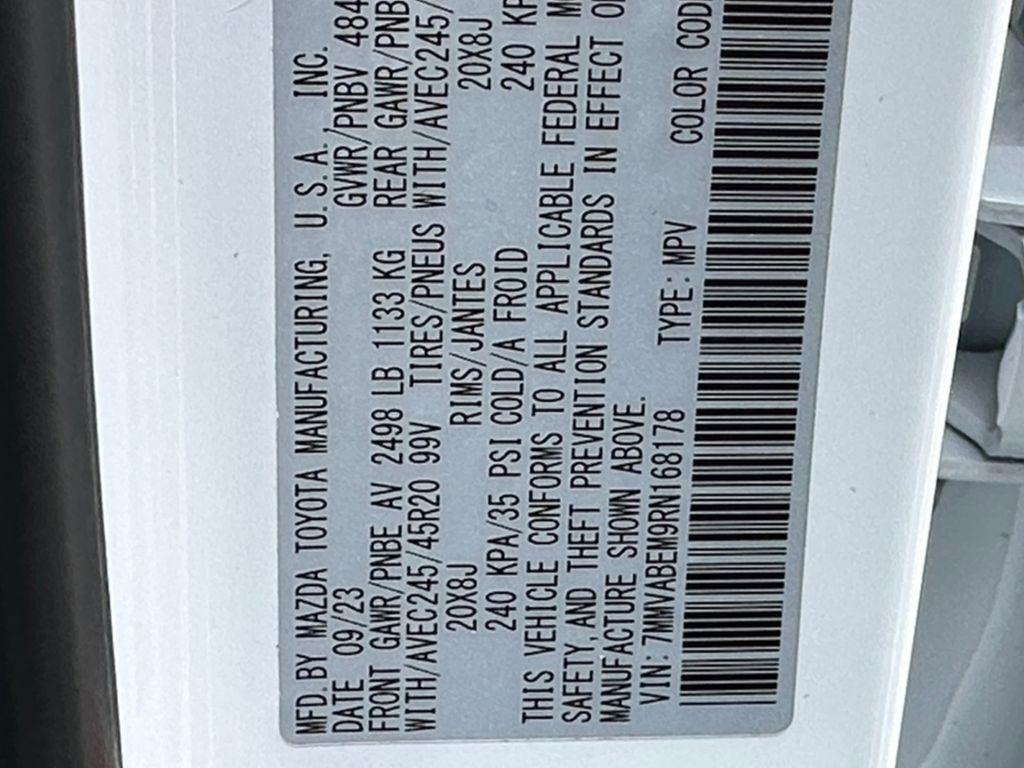 MFD. BY MAZDA TOYOTA MANUFACTURING, U.S.A., INC.
DATE 09/23 GVWR/PNBV 484
FRONT GAWR/PNBE AV 2498 LB 1133 KG REAR GAWR/PNB
WITH/AVEC245/45R20 99V TIRES/PNEUS WITH/AVEC245/
20X8J RIMS/JANTES 20X8J
240 KPA/35 PSI COLD/A FROID 240 KP
THIS VEHICLE CONFORMS TO ALL APPLICABLE FEDERAL M
SAFETY, AND THEFT PREVENTION STANDARDS IN EFFECT O
MANUFACTURE SHOWN ABOVE.
VIN: 7MMVABEM9RN168178 TYPE: MPV COLOR COD